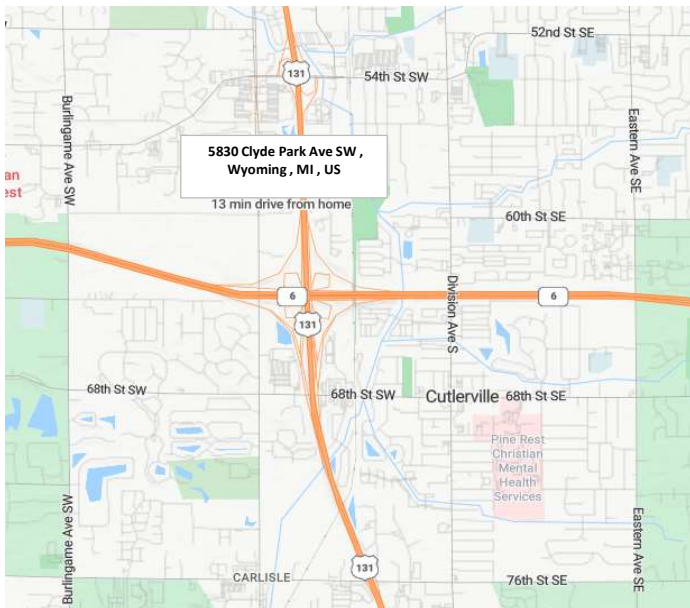 52nd St SE
131
54th St SW
Burlingame Ave SW
Eastern Ave SE
5830 Clyde Park Ave SW ,
Wyoming , MI , US
an
est
13 min drive from home
60th St SE
6
6
Division Ave S
131
68th St SW
68th St SW
Cutlerville
68th St SE
Pine Rest
Christian
Mental
Health
Services
Burlingame Ave SW
Eastern Ave SE
131
CARLISLE
76th St SE